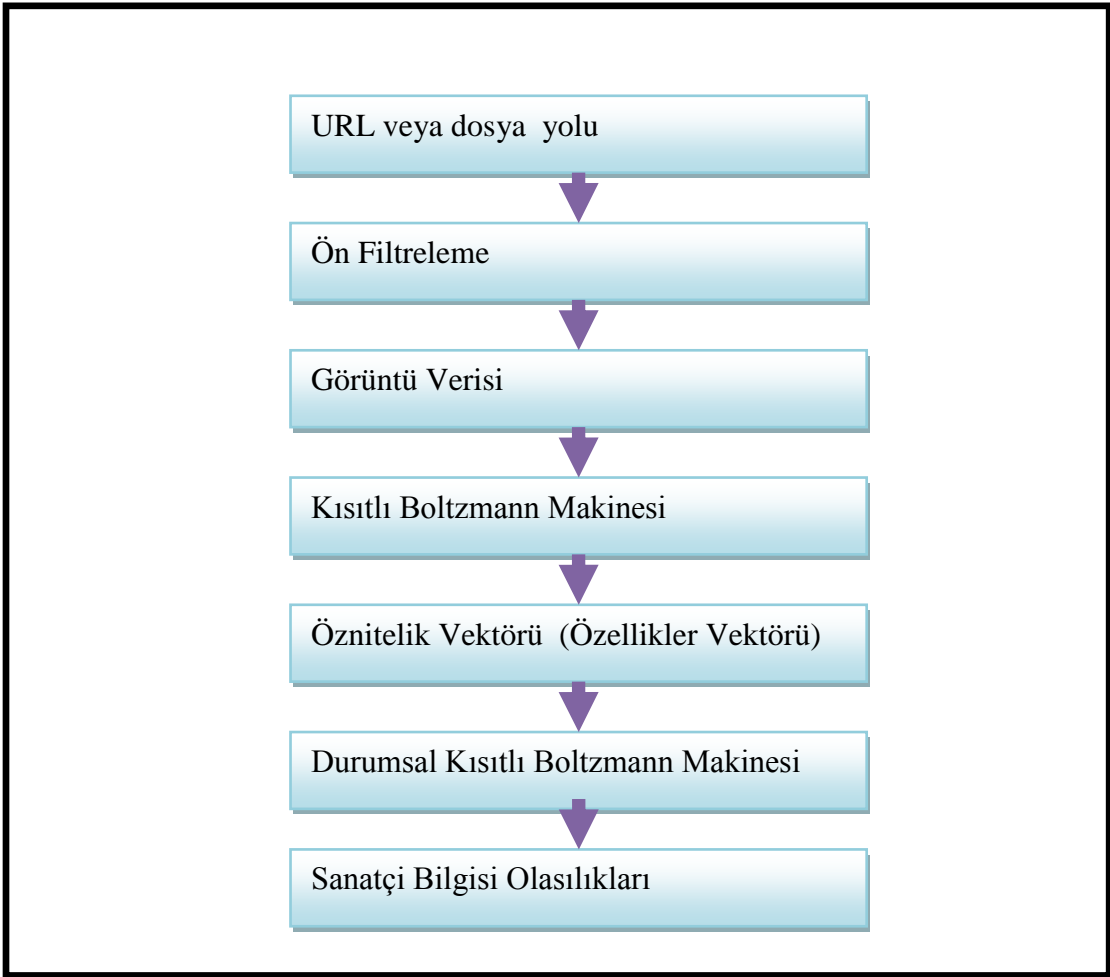 URL veya dosya yolu
Ön Filtreleme
Görüntü Verisi
Kısıtlı Boltzmann Makinesi
Öznitelik Vektörü (Özellikler Vektörü)
Durumsal Kısıtlı Boltzmann Makinesi
Sanatçi Bilgisi Olasılıkları